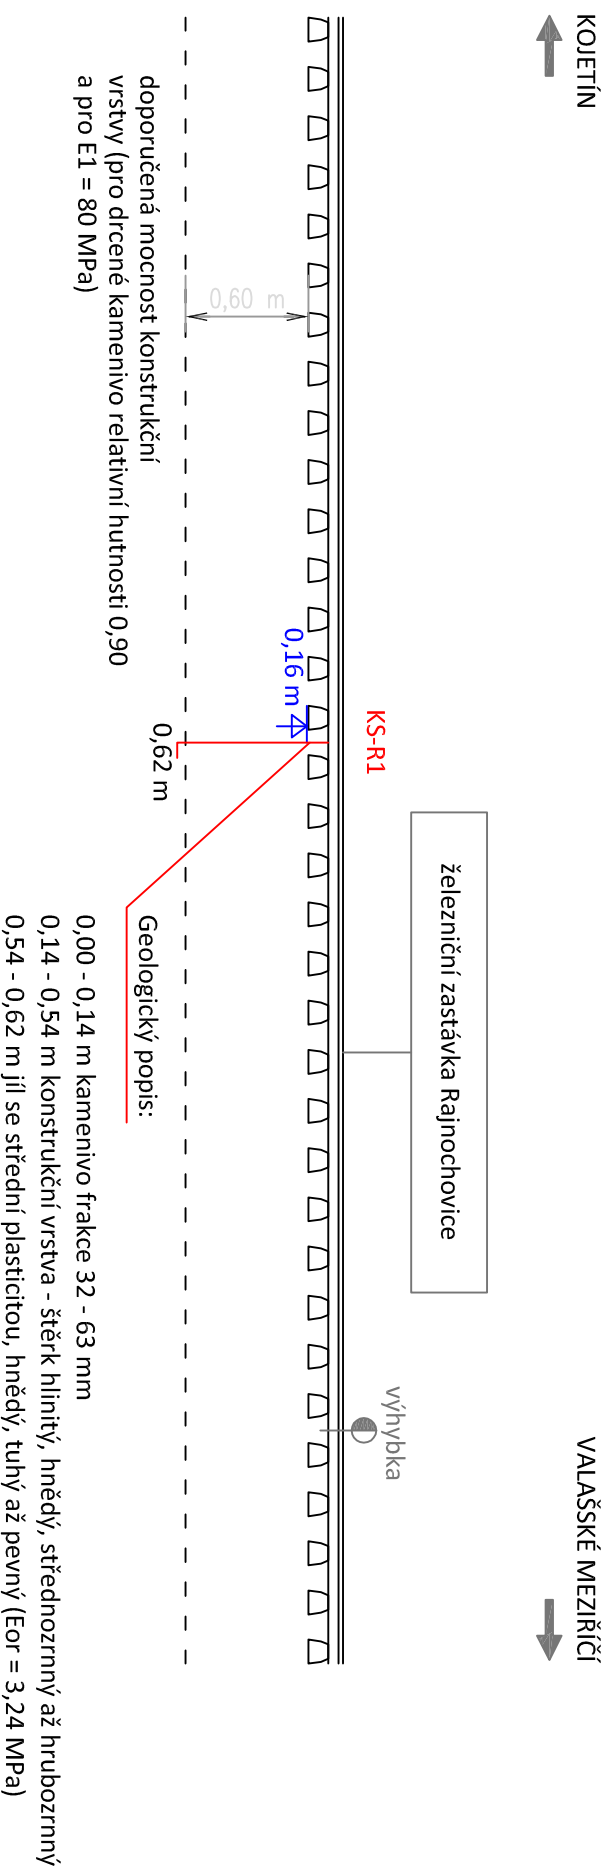 KOJETÍN
VALAŠSKÉ MEZIŘÍČÍ
železniční zastávka Rajnochovice
výhybka
KS-R1
0,16 m
0,60 m
0,62 m
doporučená mocnost konstrukční
vrstvy (pro drcené kamenivo relativní hutnosti 0,90
a pro E1 = 80 MPa)
Geologický popis:
0,00 - 0,14 m kamenivo frakce 32 - 63 mm
0,14 - 0,54 m konstrukční vrstva - štěrk hlinitý, hnědý, střednozrnný až hrubozrnný
0,54 - 0,62 m jíl se střední plasticitou, hnědý, tuhý až pevný (Eor = 3,24 MPa)